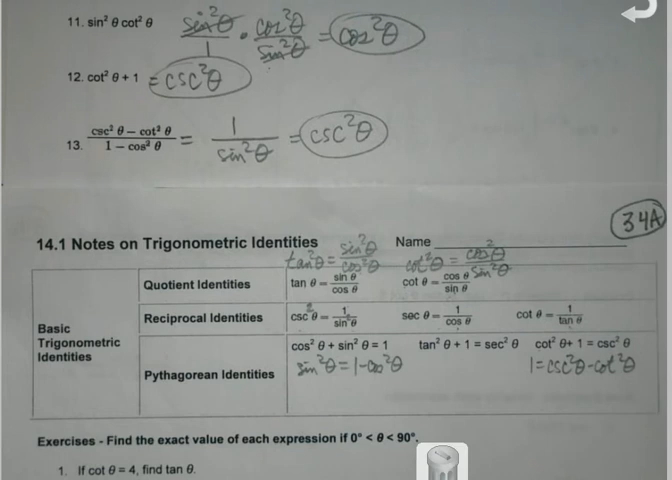 11. sin² θ cot² θ sin²θ/1 · cos²θ/sin²θ = cos²θ
12. cot² θ + 1 = csc²θ
13. csc² θ – cot² θ / 1 – cos² θ = 1/sin²θ = csc²θ
34A
14.1 Notes on Trigonometric Identities Name
tan²θ = sin²θ/cos²θ cot²θ = cos²θ/sin²θ
Quotient Identities tan θ = sin θ/cos θ cot θ = cos θ/sin θ
Reciprocal Identities csc²θ = 1/sin²θ sec θ = 1/cos θ cot θ = 1/tan θ
Basic Trigonometric Identities
Pythagorean Identities cos² θ + sin² θ = 1 tan² θ + 1 = sec² θ cot² θ + 1 = csc² θ
sin²θ = 1-cos²θ 1 = csc²θ - cot²θ
Exercises - Find the exact value of each expression if 0° < θ < 90°.
1. If cot θ = 4, find tan θ.